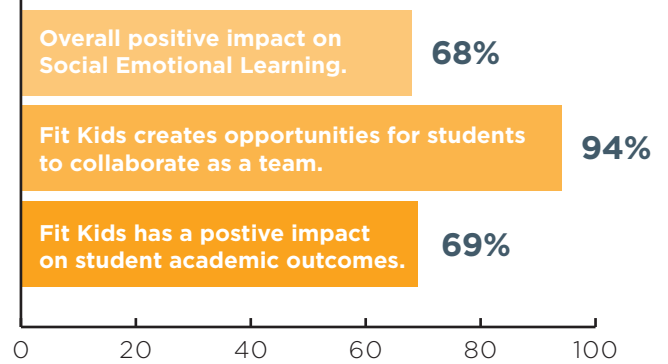 Overall positive impact on
Social Emotional Learning.
68%
Fit Kids creates opportunities for students
to collaborate as a team.
94%
Fit Kids has a postive impact
on student academic outcomes.
69%
0 20 40 60 80 100